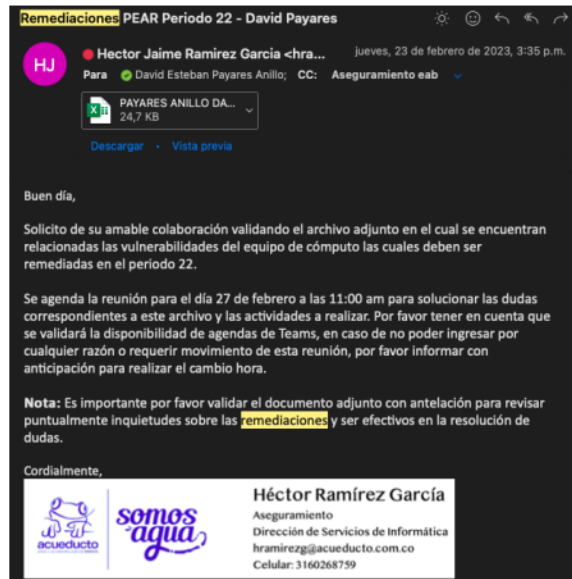 Remediaciones PEAR Periodo 22 - David Payares
HJ
Hector Jaime Ramirez Garcia <hra...
jueves, 23 de febrero de 2023, 3:35 p.m.
Para David Esteban Payares Anillo; CC: Aseguramiento eab
PAYARES ANILLO DA...
24,7 KB
Descargar · Vista previa
Buen día,
Solicito de su amable colaboración validando el archivo adjunto en el cual se encuentran
relacionadas las vulnerabilidades del equipo de cómputo las cuales deben ser
remediadas en el periodo 22.
Se agenda la reunión para el día 27 de febrero a las 11:00 am para solucionar las dudas
correspondientes a este archivo y las actividades a realizar. Por favor tener en cuenta que
se validará la disponibilidad de agendas de Teams, en caso de no poder ingresar por
cualquier razón o requerir movimiento de esta reunión, por favor informar con
anticipación para realizar el cambio hora.
Nota: Es importante por favor validar el documento adjunto con antelación para revisar
puntualmente inquietudes sobre las remediaciones y ser efectivos en la resolución de
dudas.
Cordialmente,
acueducto
somos
agua
Héctor Ramírez García
Aseguramiento
Dirección de Servicios de Informática
hramirezg@acueducto.com.co
Celular: 3160268759